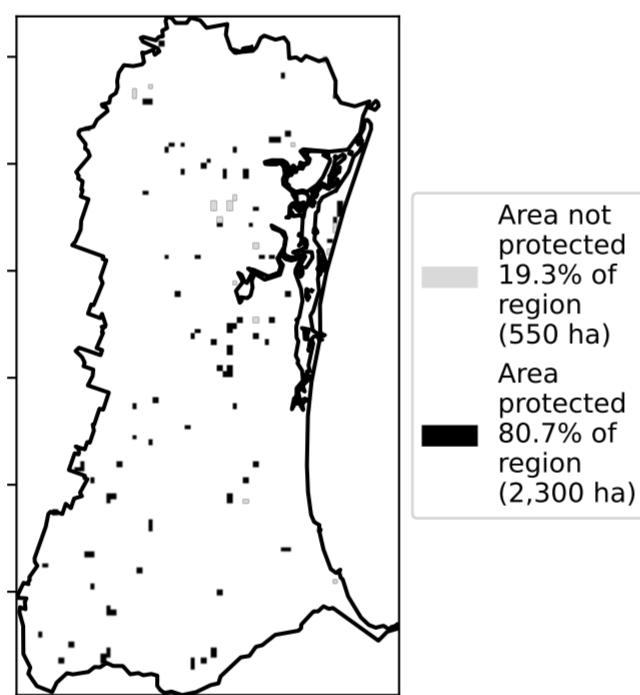 Area not
protected
19.3% of
region
(550 ha)
Area
protected
80.7% of
region
(2,300 ha)